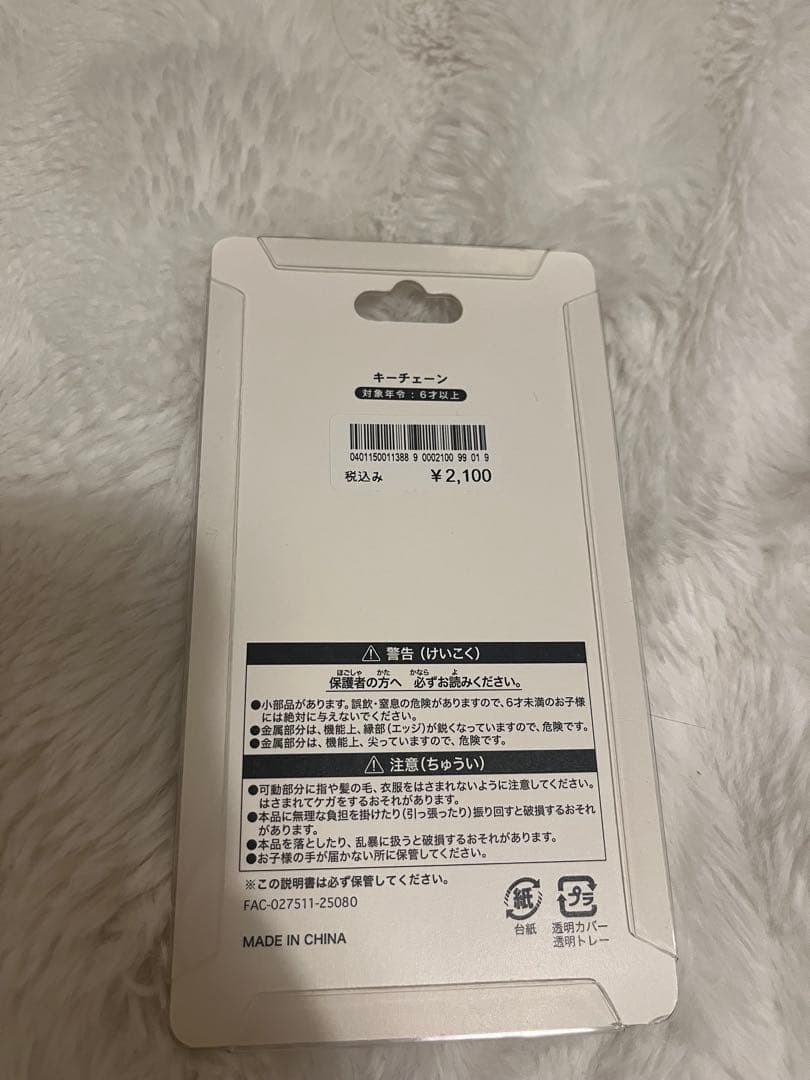 キーチェーン
対象年令：6才以上
0401150011388 9 0002100 99 01 9
税込み ￥2,100
⚠ 警告（けいこく）
ほごしゃ かた かなら よ
保護者の方へ 必ずお読みください。
●小部品があります。誤飲・窒息の危険がありますので、6才未満のお子様
には絶対に与えないでください。
●金属部分は、機能上、縁部（エッジ）が鋭くなっていますので、危険です。
●金属部分は、機能上、尖っていますので、危険です。
⚠ 注意（ちゅうい）
●可動部分に指や髪の毛、衣服をはさまれないように注意してください。
はさまれてケガをするおそれがあります。
●本品に無理な負担を掛けたり（引っ張ったり）振り回すと破損するおそれ
があります。
●本品を落としたり、乱暴に扱うと破損するおそれがあります。
●お子様の手が届かない所に保管してください。
※この説明書は必ず保管してください。
FAC-027511-25080
MADE IN CHINA
紙
台紙
プラ
透明カバー
透明トレー